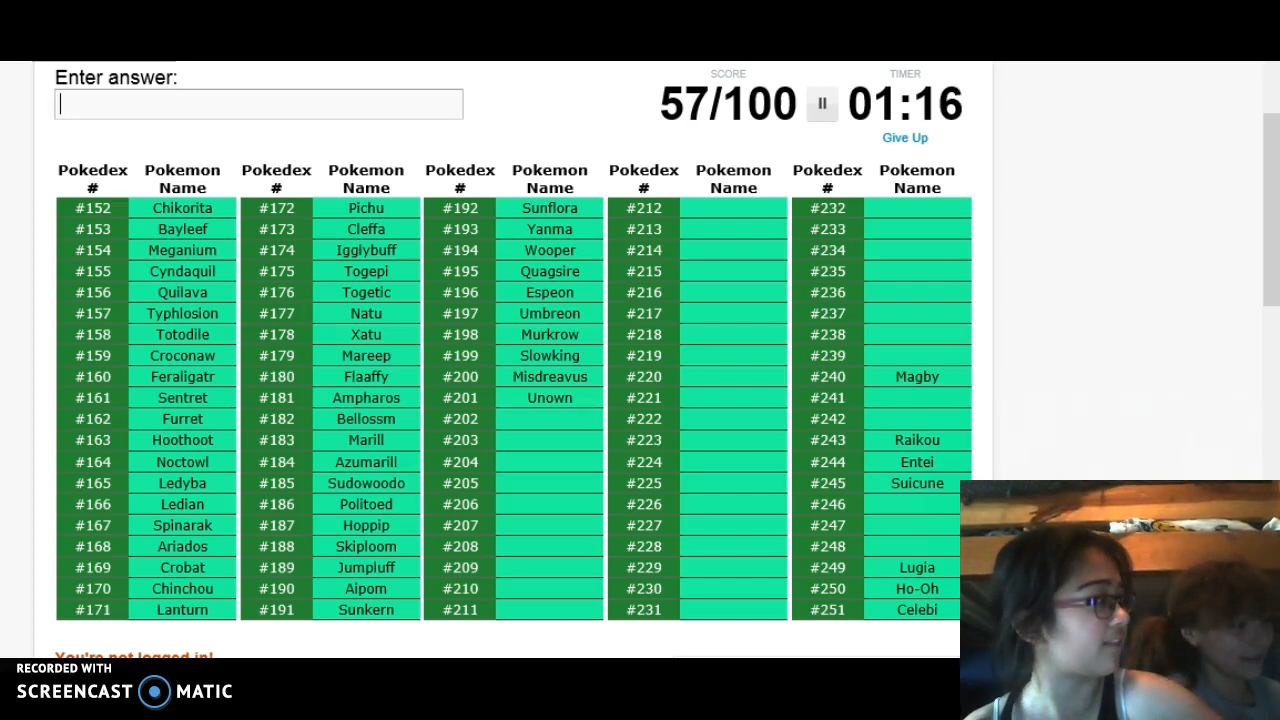 Enter answer:
SCORE
57/100
TIMER
01:16
Give Up
Pokedex # Pokemon Name Pokedex # Pokemon Name Pokedex # Pokemon Name Pokedex # Pokemon Name Pokedex # Pokemon Name
#152 Chikorita #172 Pichu #192 Sunflora #212 #232
#153 Bayleef #173 Cleffa #193 Yanma #213 #233
#154 Meganium #174 Igglybuff #194 Wooper #214 #234
#155 Cyndaquil #175 Togepi #195 Quagsire #215 #235
#156 Quilava #176 Togetic #196 Espeon #216 #236
#157 Typhlosion #177 Natu #197 Umbreon #217 #237
#158 Totodile #178 Xatu #198 Murkrow #218 #238
#159 Croconaw #179 Mareep #199 Slowking #219 #239
#160 Feraligatr #180 Flaaffy #200 Misdreavus #220 #240 Magby
#161 Sentret #181 Ampharos #201 Unown #221 #241
#162 Furret #182 Bellossm #202 #222 #242
#163 Hoothoot #183 Marill #203 #223 #243 Raikou
#164 Noctowl #184 Azumarill #204 #224 #244 Entei
#165 Ledyba #185 Sudowoodo #205 #225 #245 Suicune
#166 Ledian #186 Politoed #206 #226 #246
#167 Spinarak #187 Hoppip #207 #227 #247
#168 Ariados #188 Skiploom #208 #228 #248
#169 Crobat #189 Jumpluff #209 #229 #249 Lugia
#170 Chinchou #190 Aipom #210 #230 #250 Ho-Oh
#171 Lanturn #191 Sunkern #211 #231 #251 Celebi
You're not logged in!
RECORDED WITH
SCREENCAST MATIC